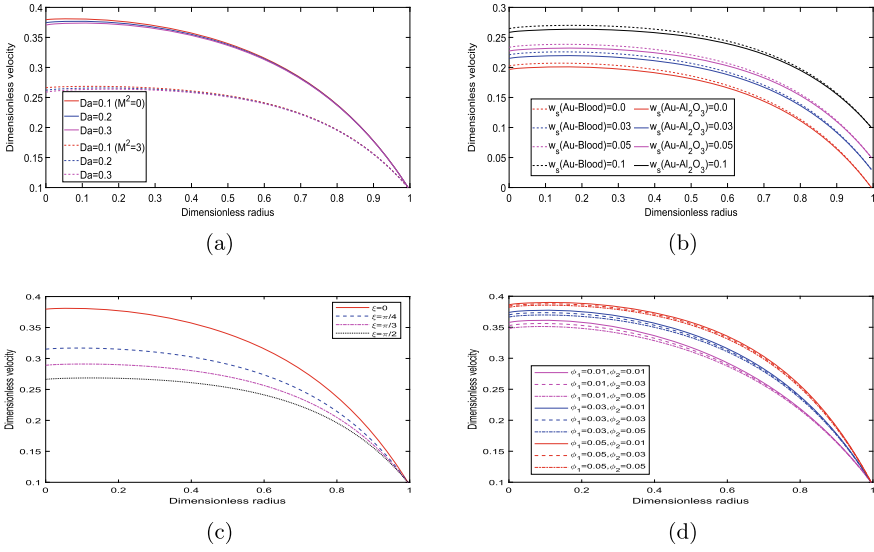 0.4
0.35
0.3
0.25
0.2
0.15
0.1
Dimensionless velocity
Da=0.1 (M²=0)
Da=0.2
Da=0.3
Da=0.1 (M²=3)
Da=0.2
Da=0.3
0 0.1 0.2 0.3 0.4 0.5 0.6 0.7 0.8 0.9 1
Dimensionless radius
(a)
0.4
0.35
0.3
0.25
0.2
0.15
0.1
0.05
0
Dimensionless velocity
w_s(Au-Blood)=0.0 w_s(Au-Al₂O₃)=0.0
w_s(Au-Blood)=0.03 w_s(Au-Al₂O₃)=0.03
w_s(Au-Blood)=0.05 w_s(Au-Al₂O₃)=0.05
w_s(Au-Blood)=0.1 w_s(Au-Al₂O₃)=0.1
0 0.1 0.2 0.3 0.4 0.5 0.6 0.7 0.8 0.9 1
Dimensionless radius
(b)
0.4
0.35
0.3
0.25
0.2
0.15
0.1
Dimensionless velocity
ξ=0
ξ=π/4
ξ=π/3
ξ=π/2
0 0.2 0.4 0.6 0.8 1
Dimensionless radius
(c)
0.4
0.35
0.3
0.25
0.2
0.15
0.1
Dimensionless velocity
ϕ₁=0.01,ϕ₂=0.01
ϕ₁=0.01,ϕ₂=0.03
ϕ₁=0.01,ϕ₂=0.05
ϕ₁=0.03,ϕ₂=0.01
ϕ₁=0.03,ϕ₂=0.03
ϕ₁=0.03,ϕ₂=0.05
ϕ₁=0.05,ϕ₂=0.01
ϕ₁=0.05,ϕ₂=0.03
ϕ₁=0.05,ϕ₂=0.05
0 0.2 0.4 0.6 0.8 1
Dimensionless radius
(d)